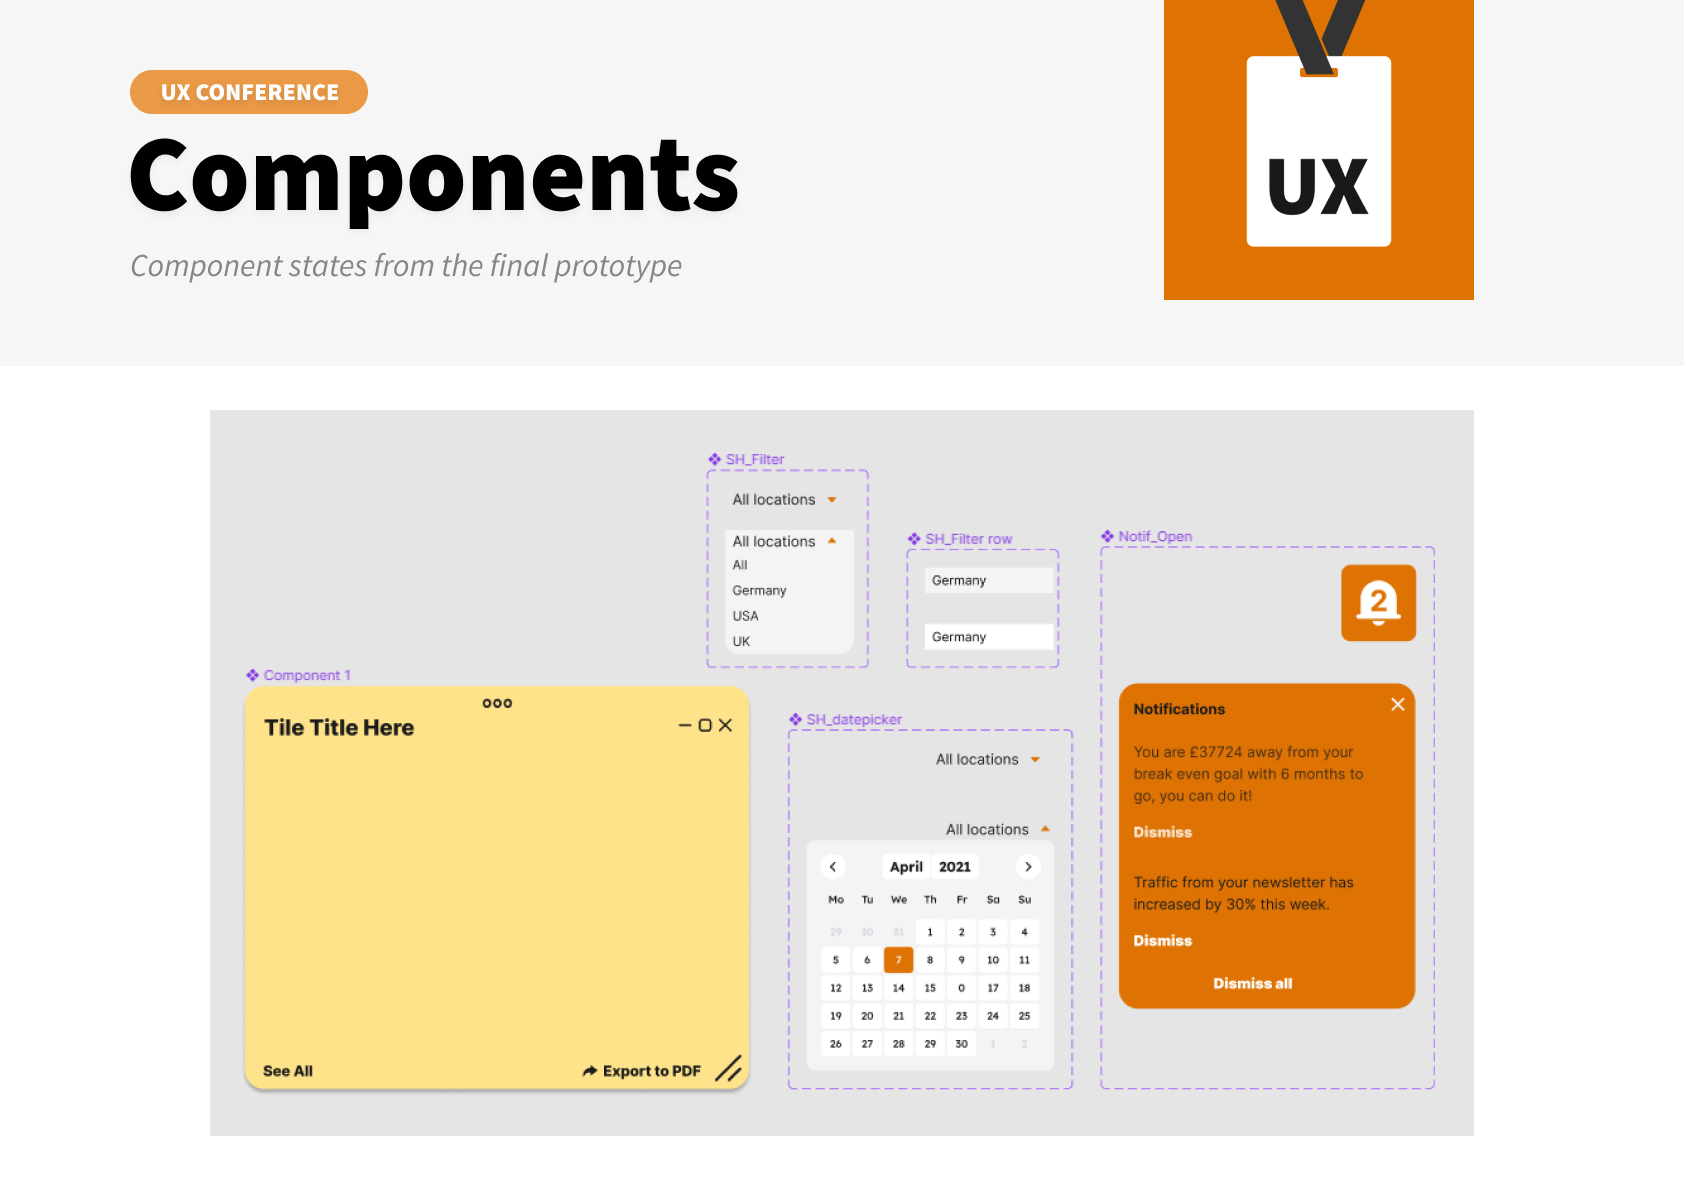 UX CONFERENCE
Components
Component states from the final prototype
UX
SH_Filter
All locations
All locations
All
Germany
USA
UK
SH_Filter row
Germany
Germany
Notif_Open
2
Notifications
You are £37724 away from your
break even goal with 6 months to
go, you can do it!
Dismiss
Traffic from your newsletter has
increased by 30% this week.
Dismiss
Dismiss all
Component 1
ooo
Tile Title Here
See All
Export to PDF
SH_datepicker
All locations
All locations
April 2021
Mo Tu We Th Fr Sa Su
29 30 31 1 2 3 4
5 6 7 8 9 10 11
12 13 14 15 0 17 18
19 20 21 22 23 24 25
26 27 28 29 30 1 2